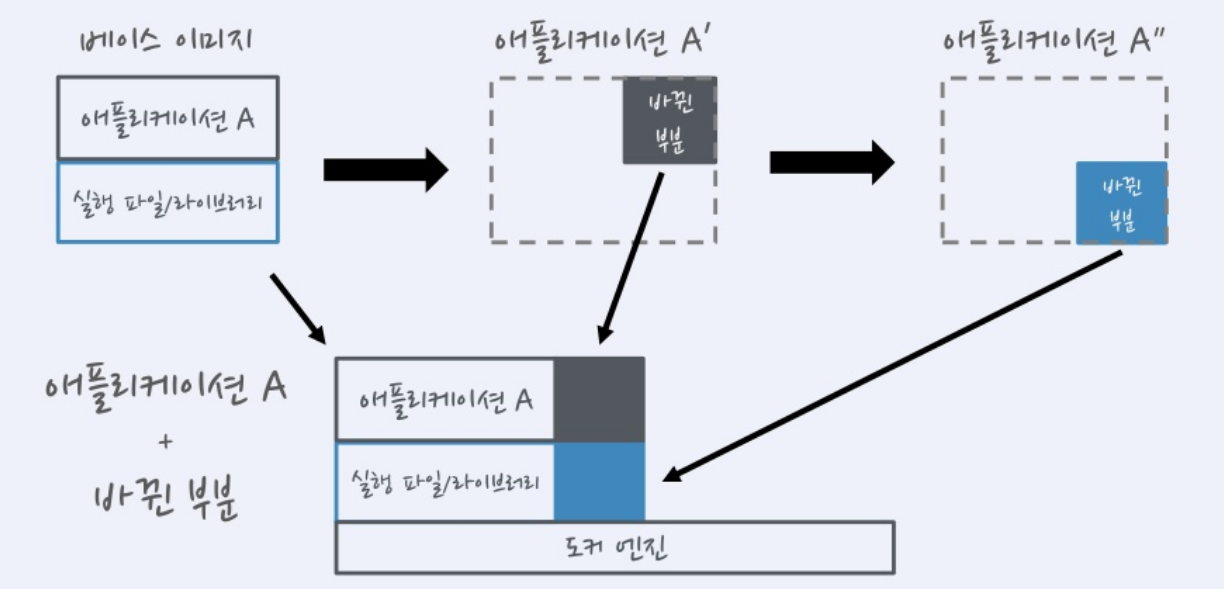 베이스 이미지
애플리케이션 A'
애플리케이션 A"
애플리케이션 A
실행 파일/라이브러리
바뀐
부분
바뀐
부분
애플리케이션 A
+
바뀐 부분
애플리케이션 A
실행 파일/라이브러리
도커 엔진